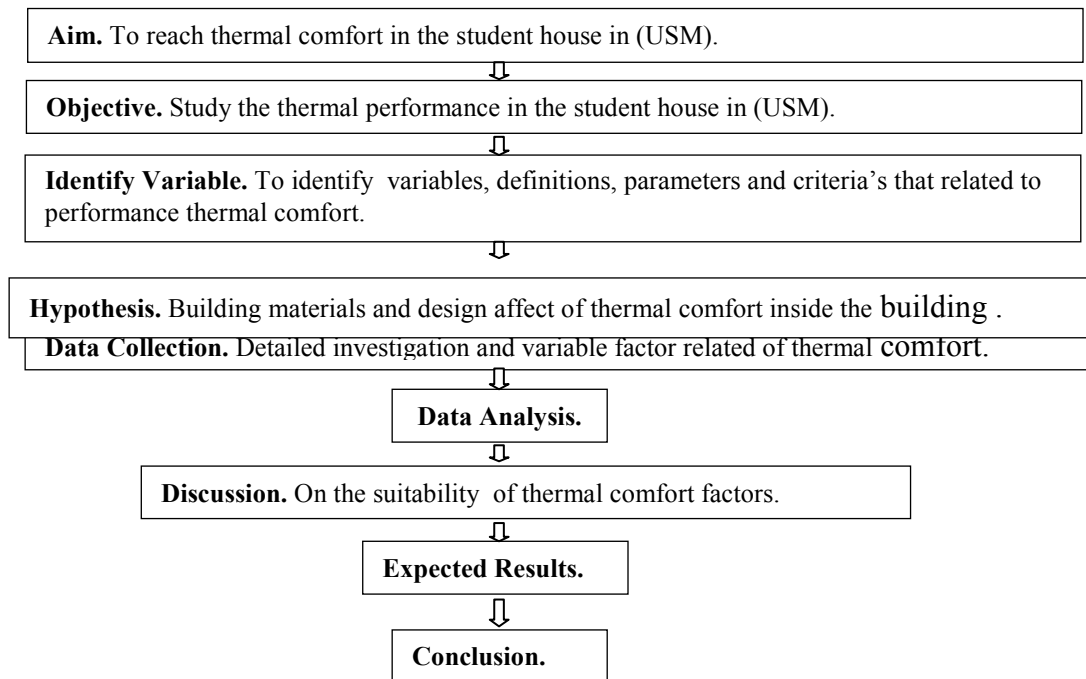 Aim. To reach thermal comfort in the student house in (USM).
Objective. Study the thermal performance in the student house in (USM).
Identify Variable. To identify variables, definitions, parameters and criteria’s that related to
performance thermal comfort.
Hypothesis. Building materials and design affect of thermal comfort inside the building .
Data Collection. Detailed investigation and variable factor related of thermal comfort.
Data Analysis.
Discussion. On the suitability of thermal comfort factors.
Expected Results.
Conclusion.